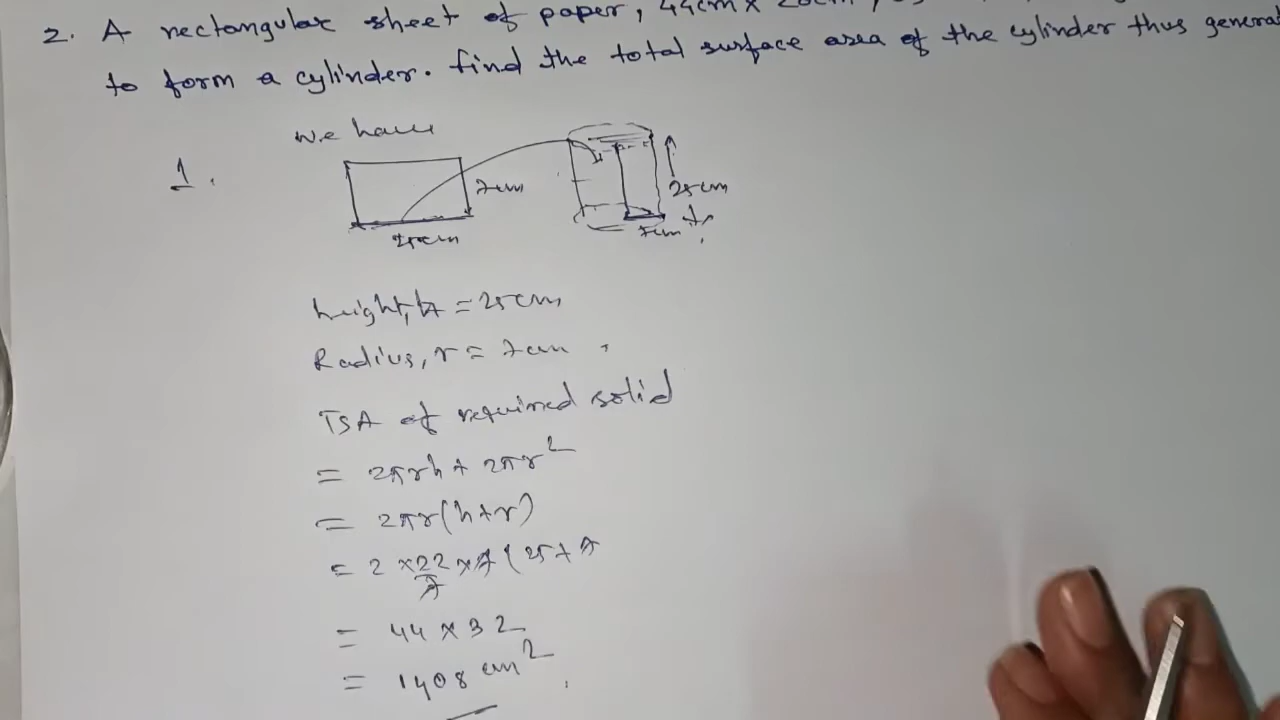 2. A rectangular sheet of paper, 44cm x
to form a cylinder. find the total surface area of the cylinder thus genera
We have
1.
7cm
25cm
25cm
7cm
height, h = 25cm
Radius, r = 7cm
TSA of required solid
= 2πrh + 2πr²
= 2πr(h+r)
= 2 × 22/7 × 7 (25+7
= 44 × 32
= 1408 cm²